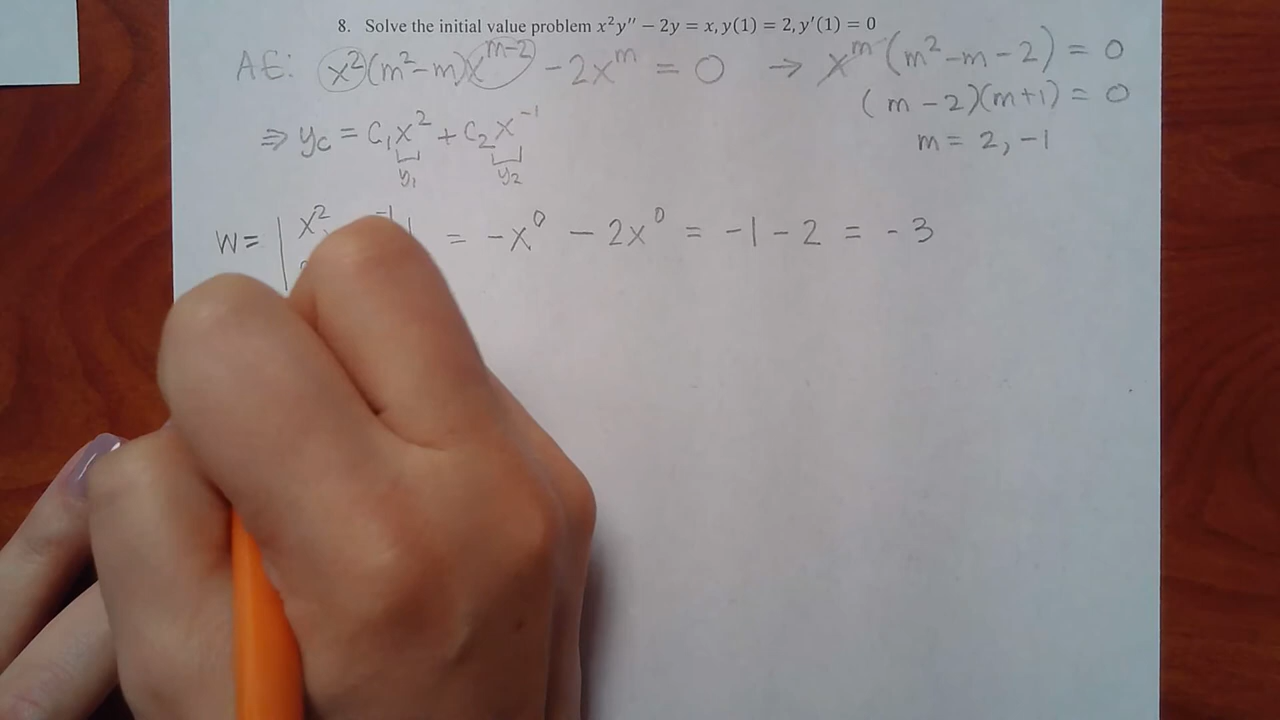 8. Solve the initial value problem x²y″ − 2y = x, y(1) = 2, y′(1) = 0
AE: x²(m²−m)x^(m−2) − 2x^m = 0 → x^m (m²−m−2) = 0
(m−2)(m+1) = 0
⇒ y_c = C₁x² + C₂x⁻¹
m = 2, −1
y₁ y₂
W = | x² ⁻¹ | = −x⁰ − 2x⁰ = −1 − 2 = −3